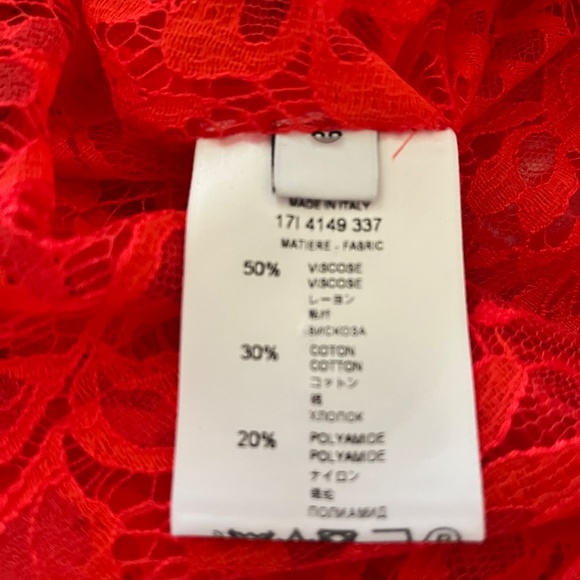 MADE IN ITALY
17I 4149 337
MATIERE - FABRIC
50% VISCOSE
VISCOSE
レーヨン
ВИСКОЗА
30% COTON
COTTON
コットン
棉
ХЛОПОК
20% POLYAMIDE
POLYAMIDE
ナイロン
ПОЛИАМИД